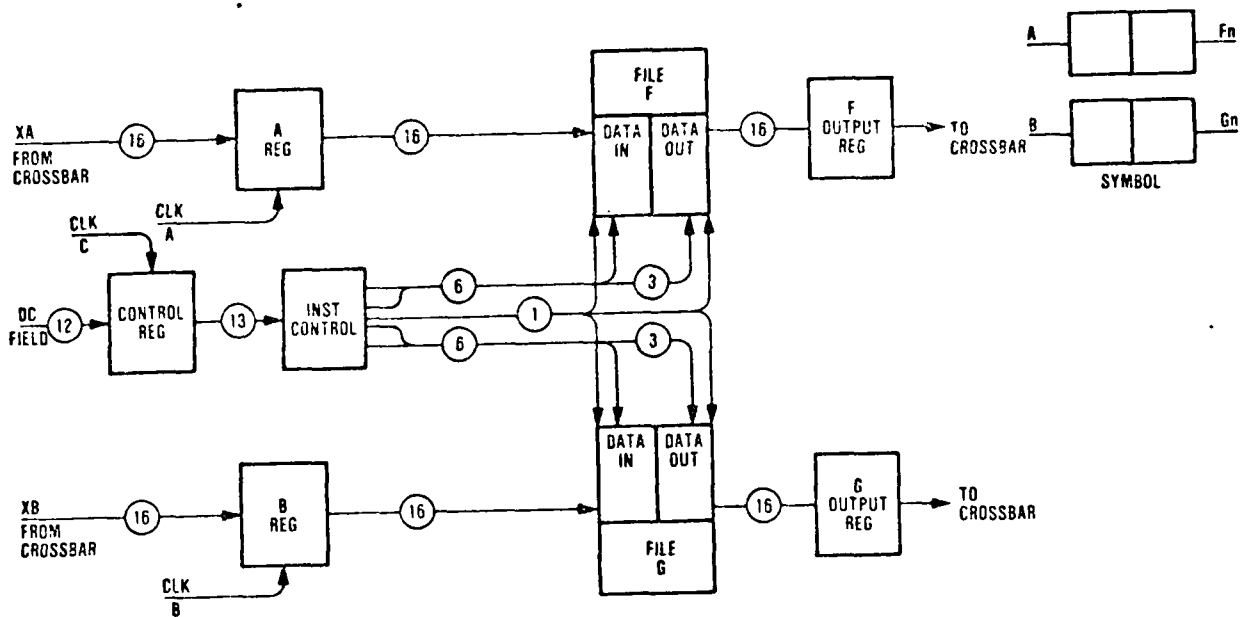 XA
FROM
CROSSBAR
16
A
REG
CLK
A
16
FILE
F
DATA
IN
DATA
OUT
16
F
OUTPUT
REG
TO
CROSSBAR
A
Fn
B
Gn
SYMBOL
CLK
C
DC
FIELD
12
CONTROL
REG
13
INST
CONTROL
6
3
1
6
3
XB
FROM
CROSSBAR
16
B
REG
CLK
B
16
DATA
IN
DATA
OUT
FILE
G
16
G
OUTPUT
REG
TO
CROSSBAR